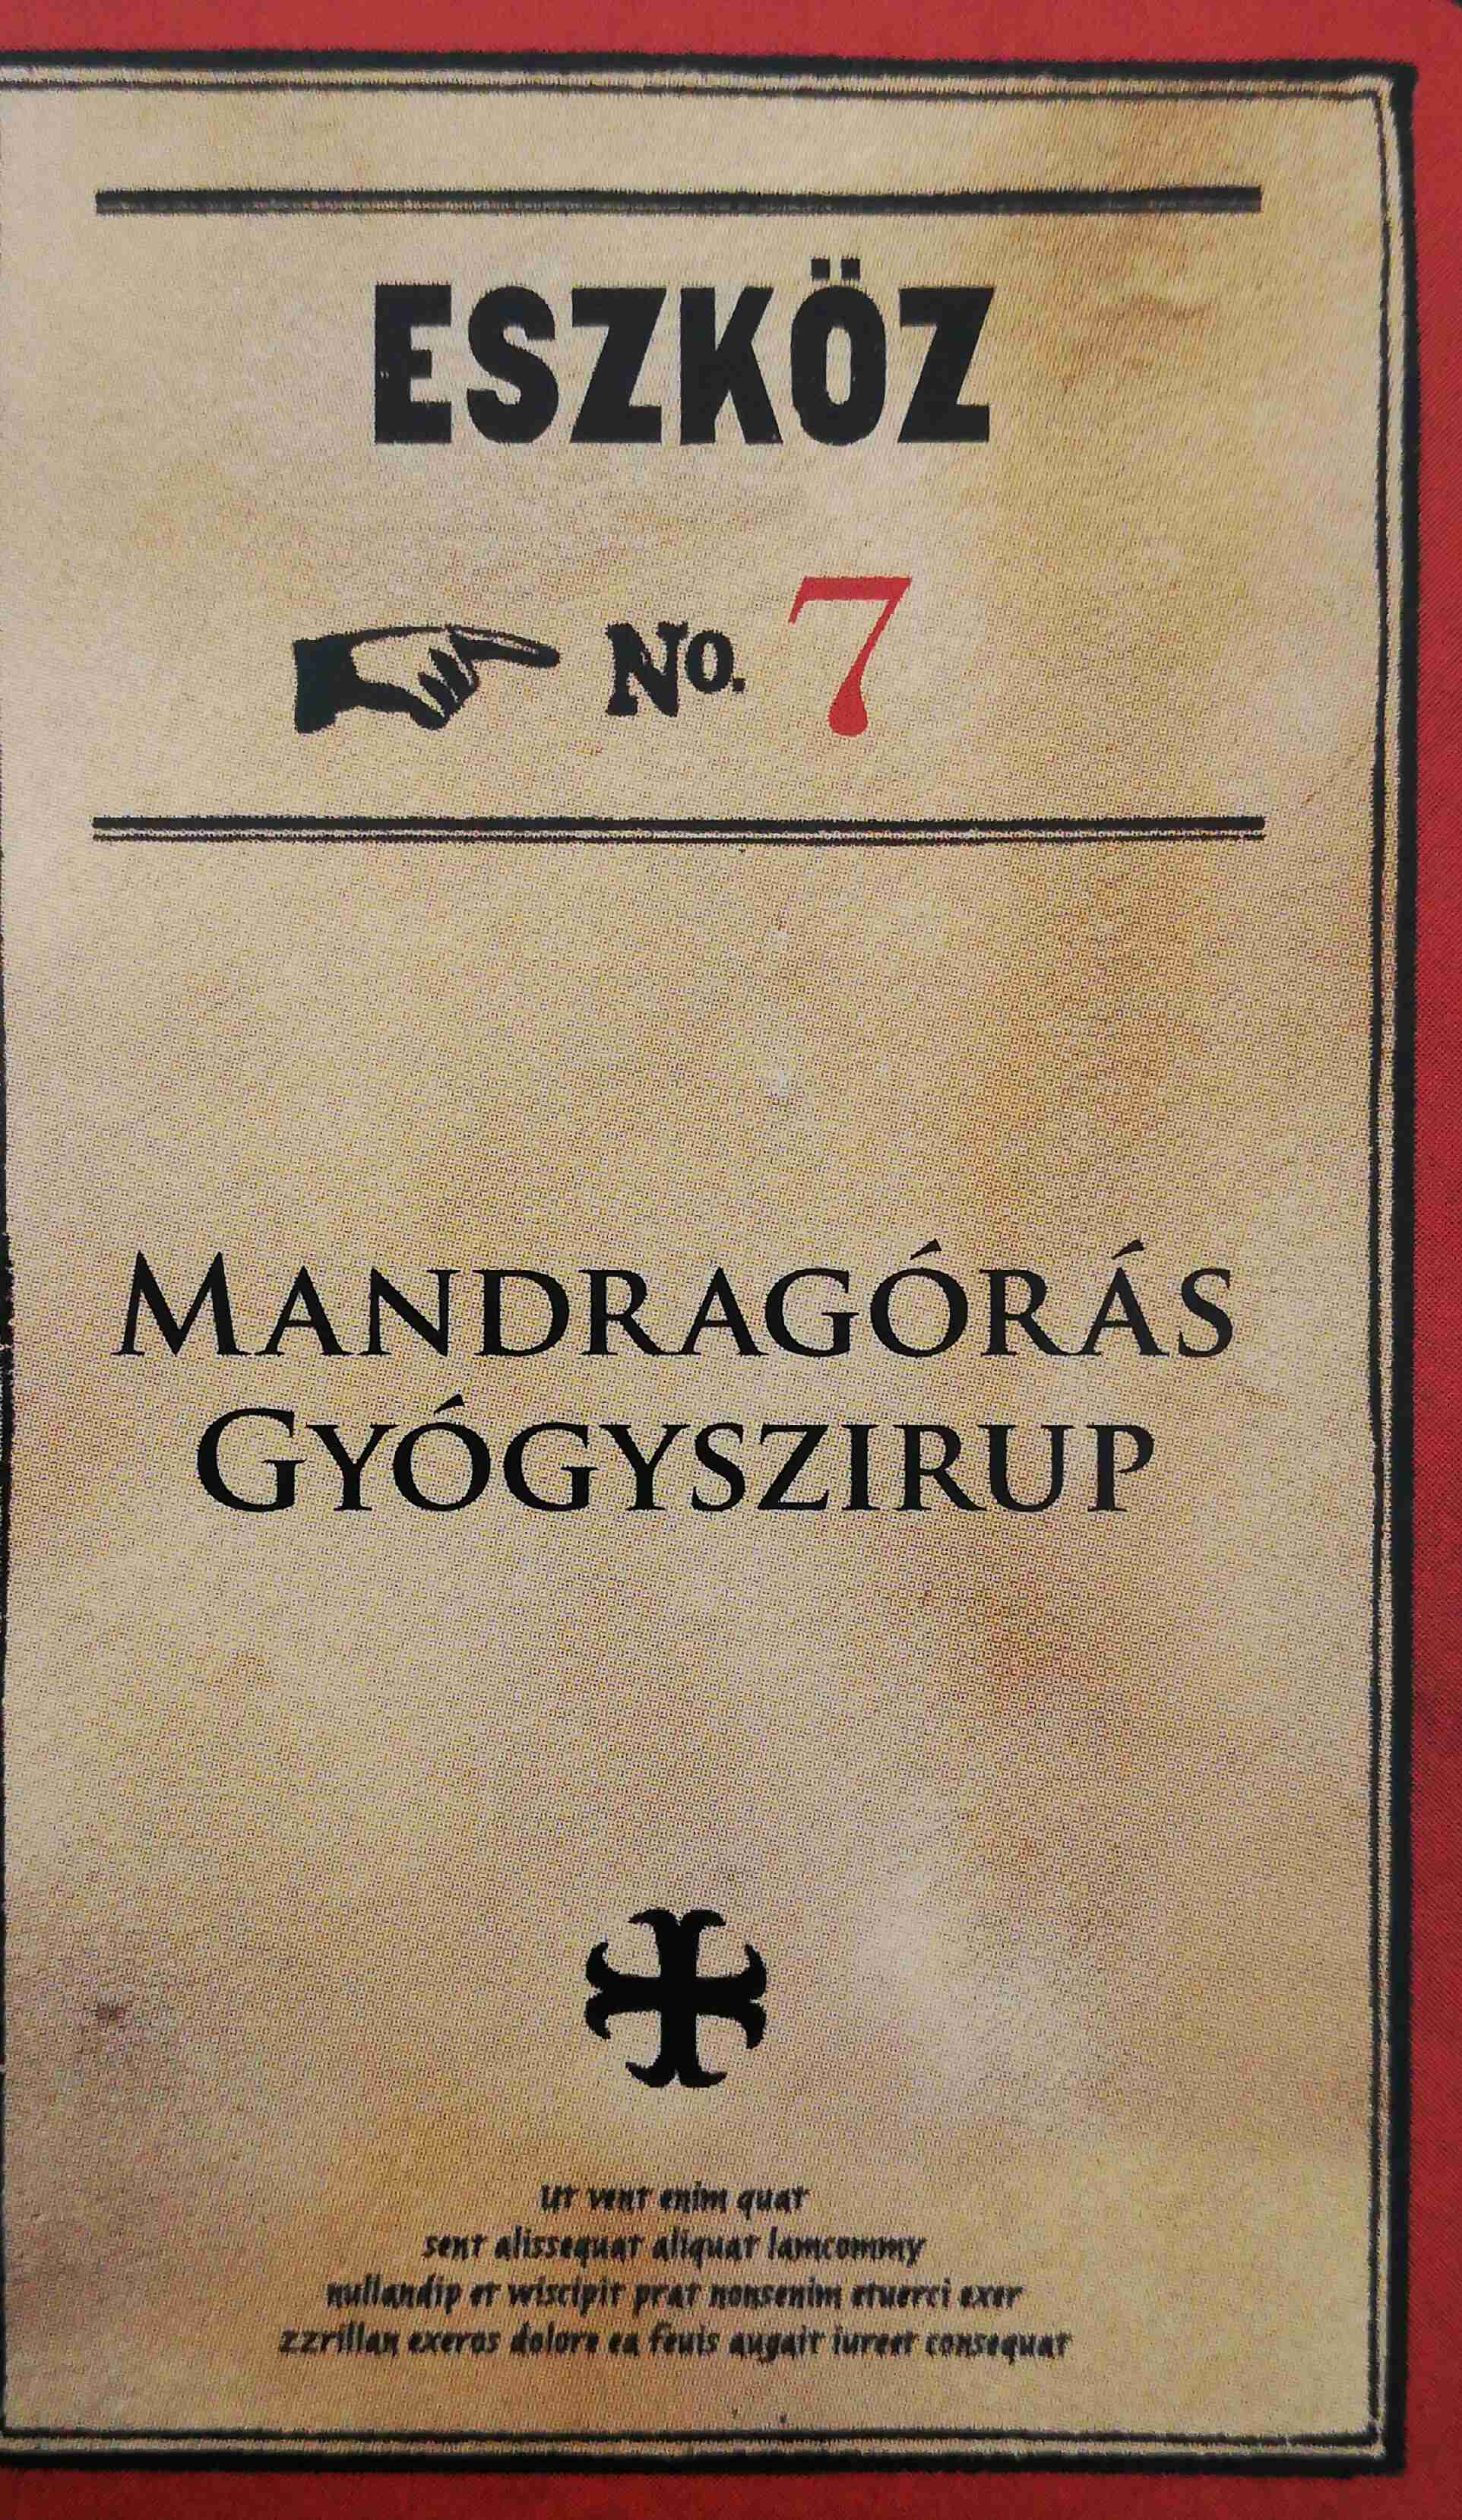 ESZKÖZ
No. 7
MANDRAGÓRÁS
GYÓGYSZIRUP
ut vent enim quat
sent alissequat aliquat lamcommy
nullandip et wiscipit prat nonsenim etuerci exer
zzrillan exeros dolore ea feuis augait iureet consequat